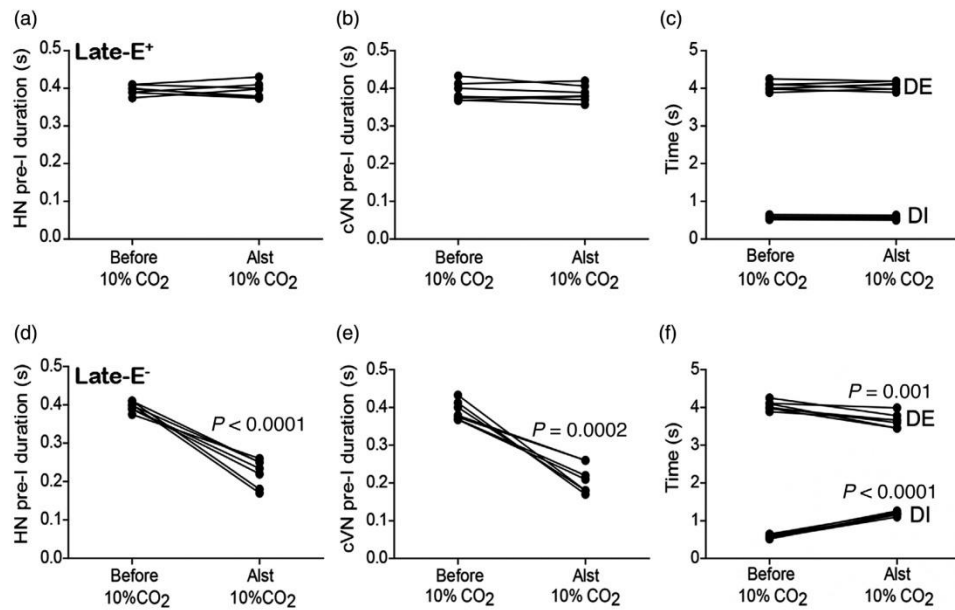 (a)
Late-E⁺
HN pre-I duration (s)
0.5
0.4
0.3
0.2
0.1
0.0
Before
10% CO₂
Alst
10% CO₂
(b)
cVN pre-I duration (s)
0.5
0.4
0.3
0.2
0.1
0.0
Before
10% CO₂
Alst
10% CO₂
(c)
Time (s)
5
4
3
2
1
0
DE
DI
Before
10% CO₂
Alst
10% CO₂
(d)
Late-E⁻
HN pre-I duration (s)
0.5
0.4
0.3
0.2
0.1
0.0
P < 0.0001
Before
10%CO₂
Alst
10%CO₂
(e)
cVN pre-I duration (s)
0.5
0.4
0.3
0.2
0.1
0.0
P = 0.0002
Before
10%CO₂
Alst
10%CO₂
(f)
Time (s)
5
4
3
2
1
0
P = 0.001
DE
P < 0.0001
DI
Before
10%CO₂
Alst
10%CO₂